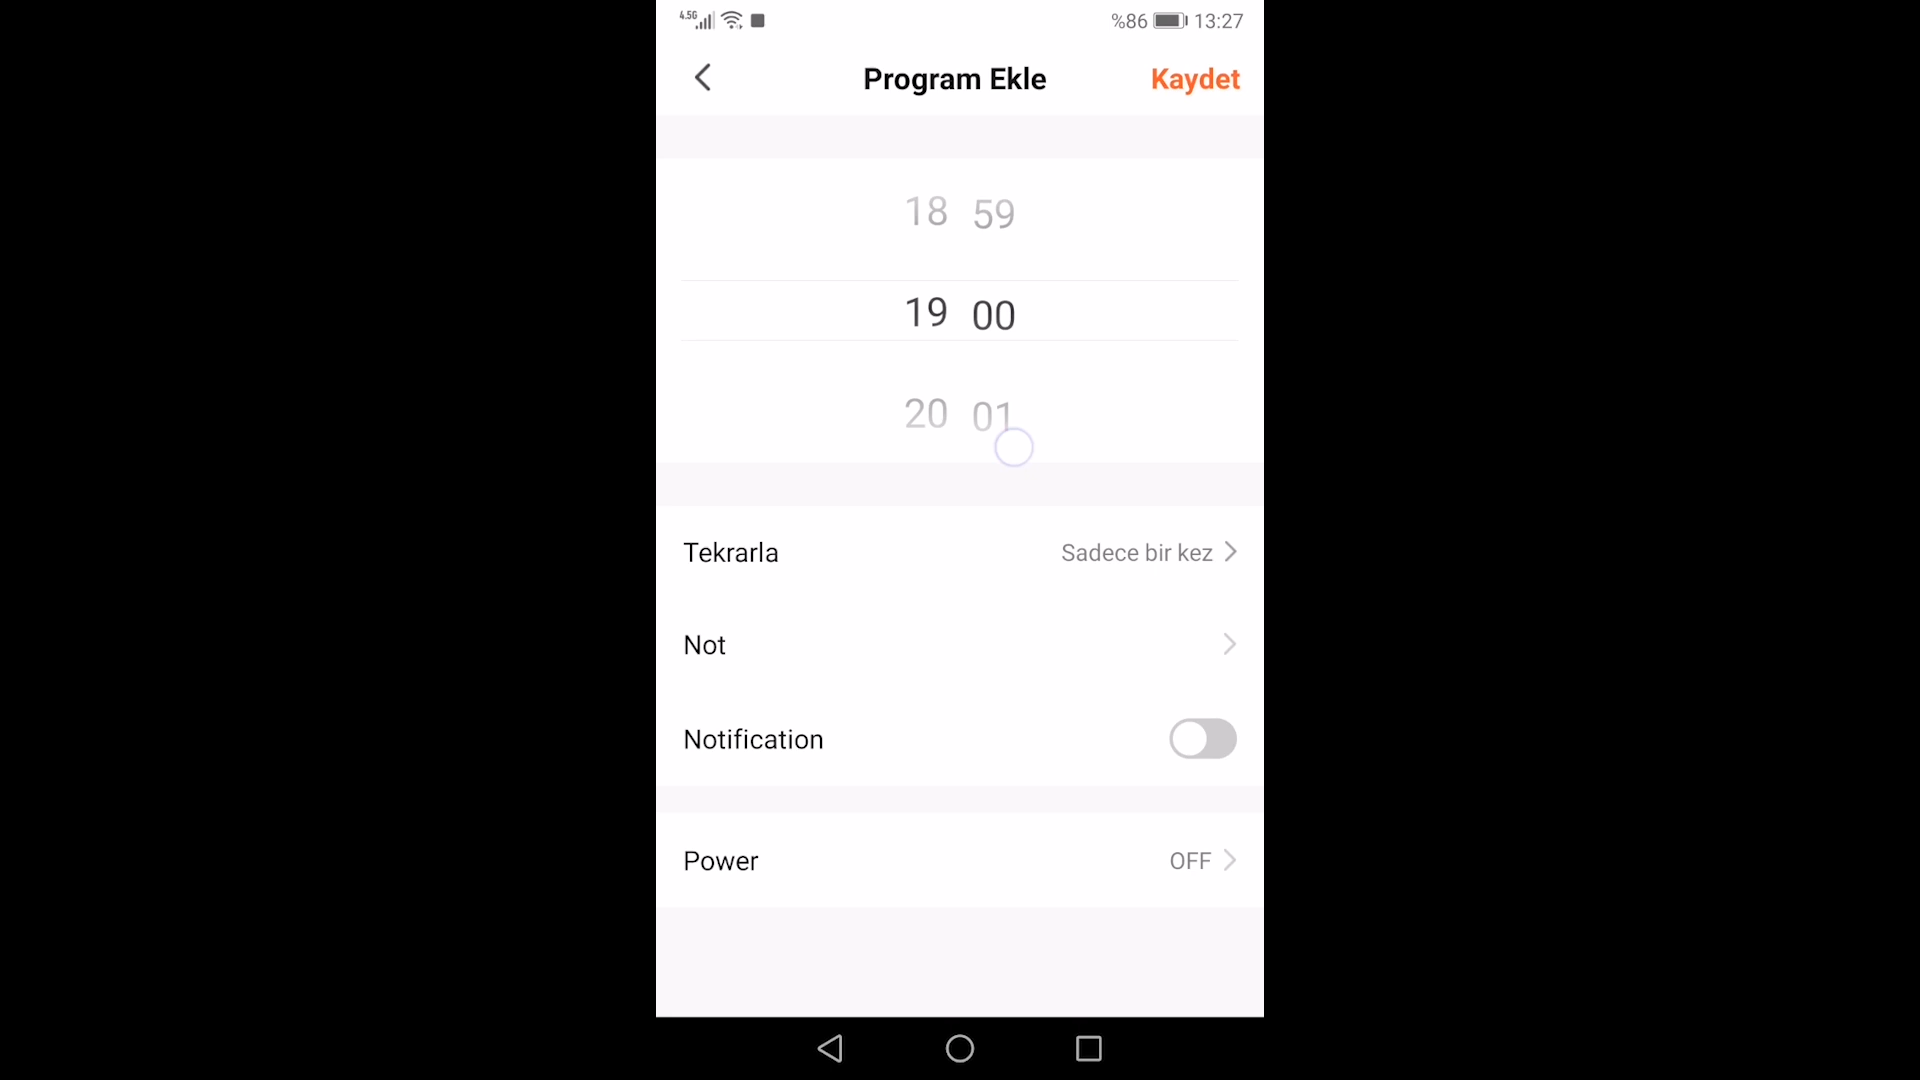 4.5G %86 13:27
Program Ekle Kaydet
18 59
19 00
20 01
Tekrarla Sadece bir kez
Not
Notification
Power OFF